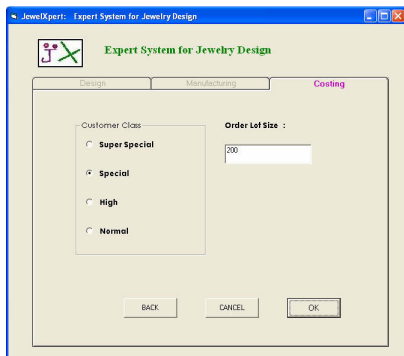 JewelXpert: Expert System for Jewelry Design
JX Expert System for Jewelry Design
Design Manufacturing Costing
Customer Class
Order Lot Size :
Super Special
200
Special
High
Normal
BACK CANCEL OK